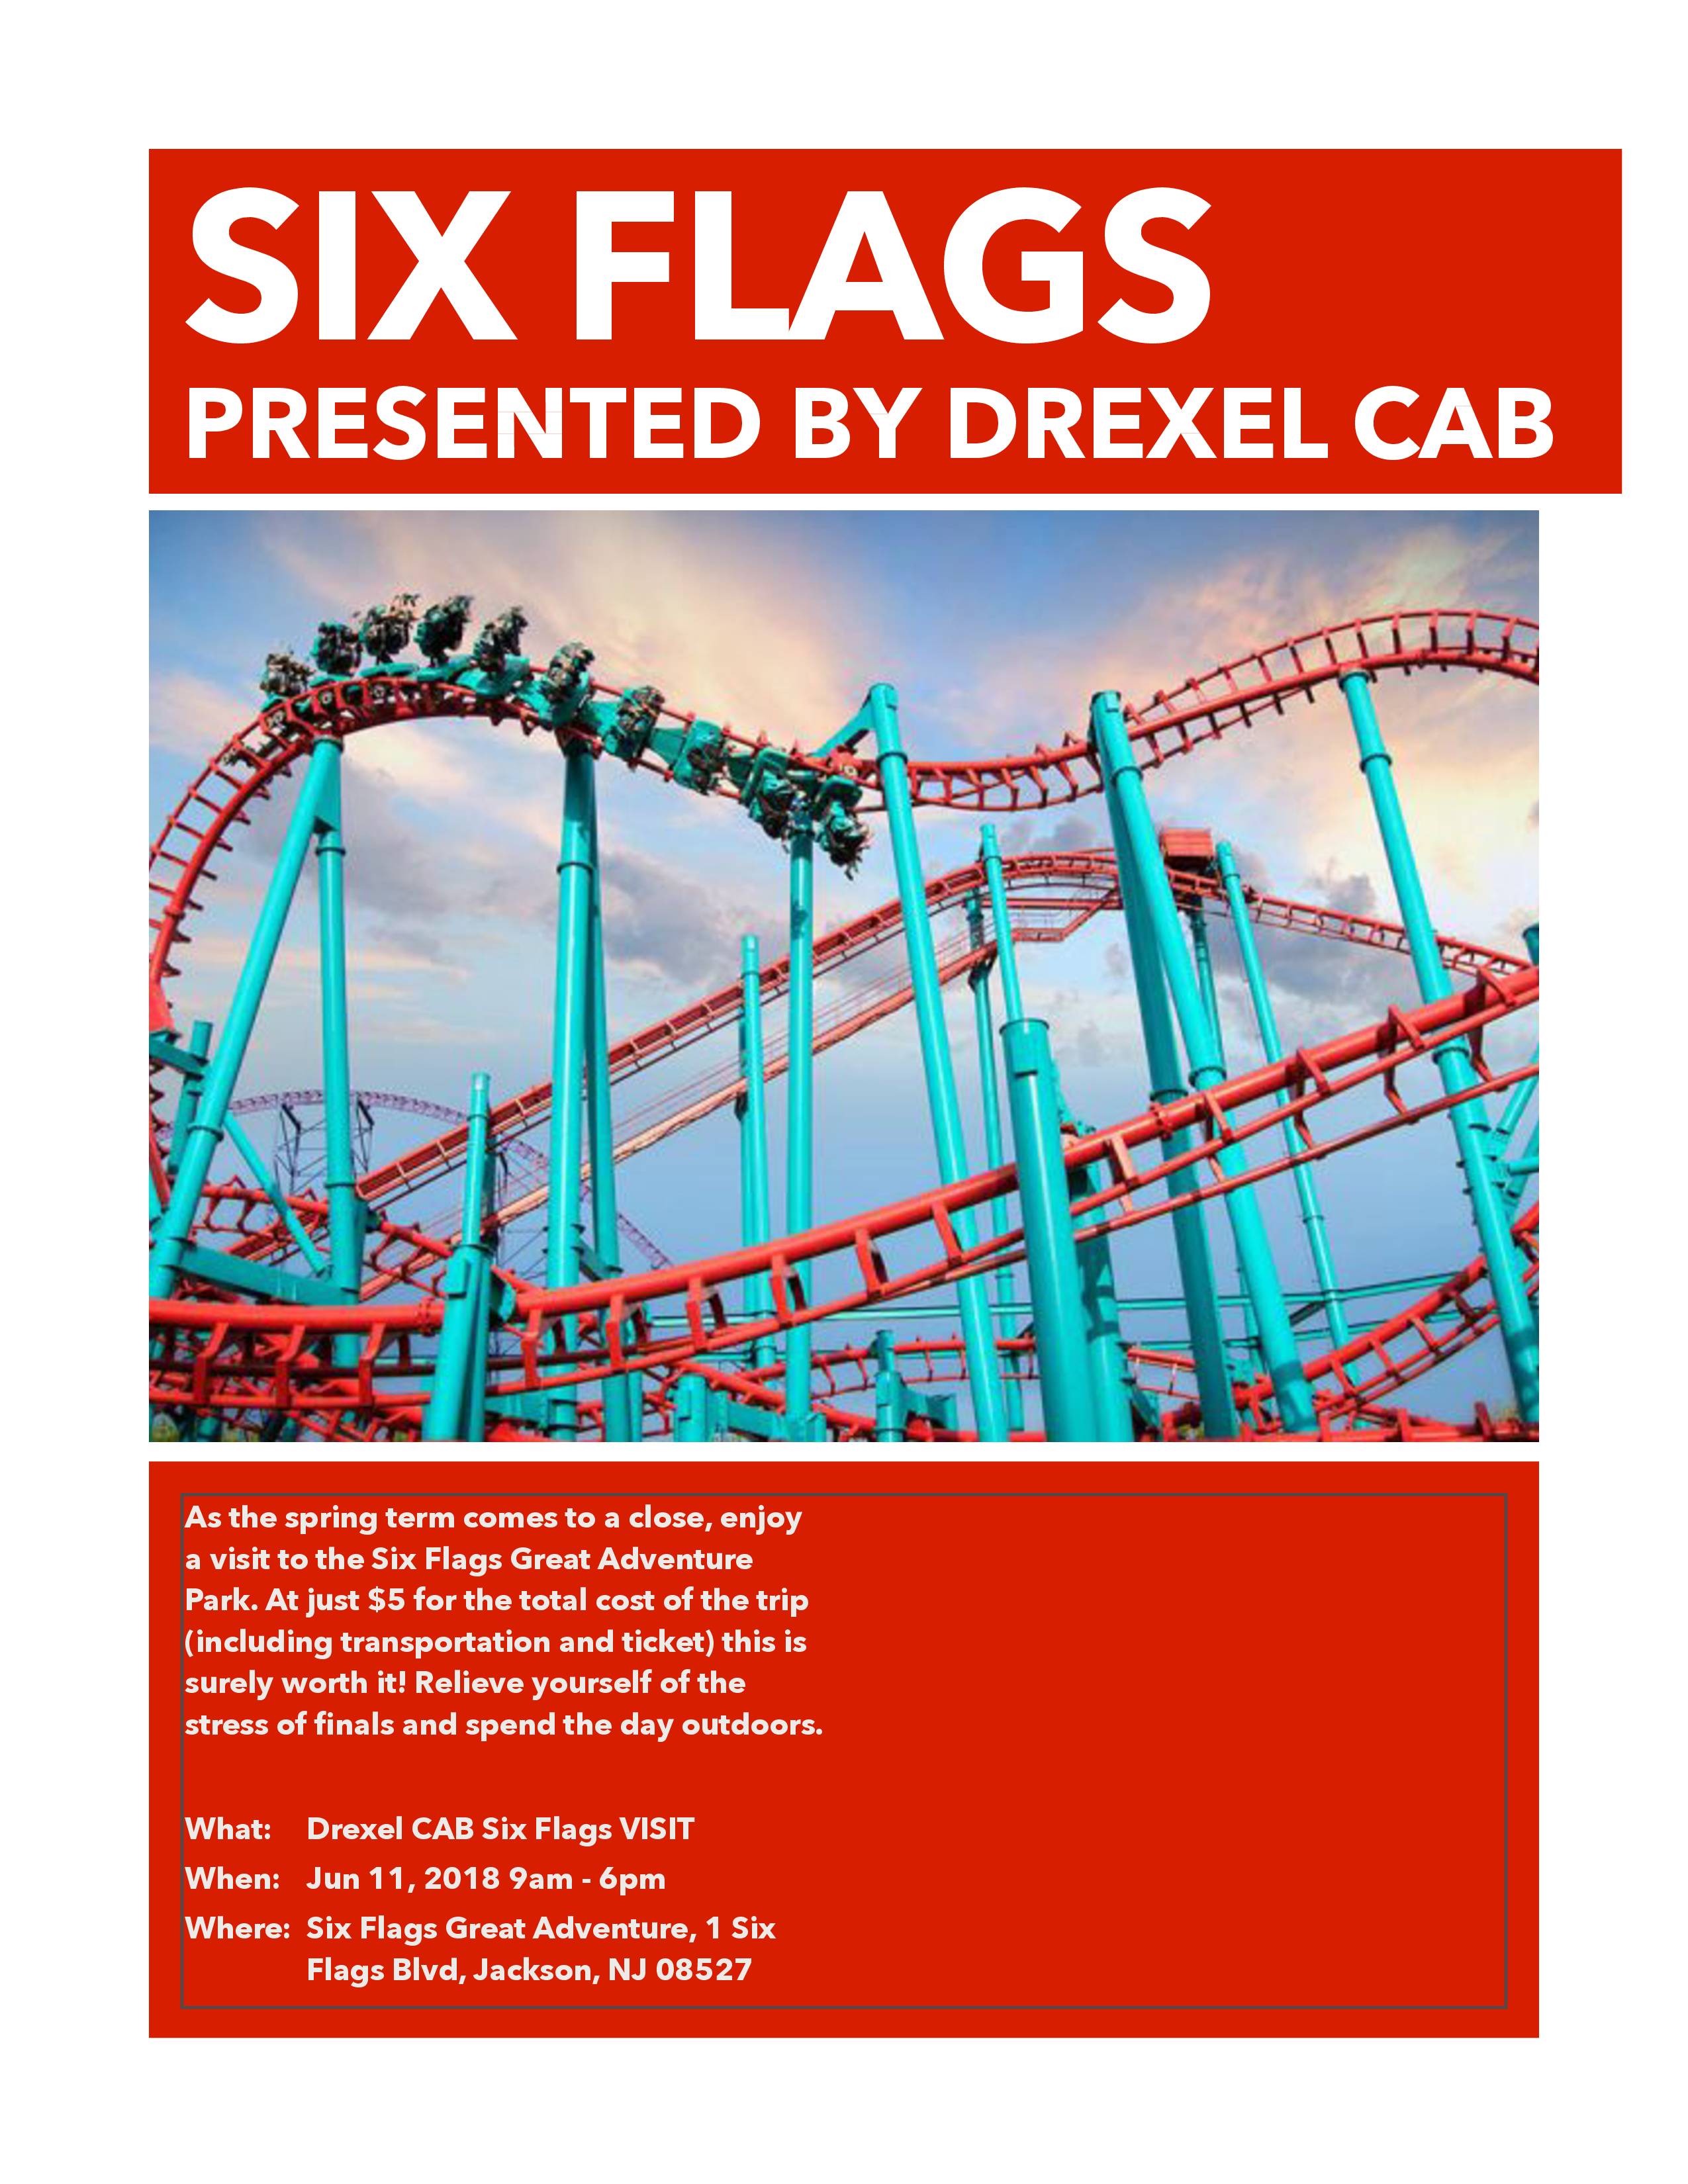 SIX FLAGS
PRESENTED BY DREXEL CAB
As the spring term comes to a close, enjoy
a visit to the Six Flags Great Adventure
Park. At just $5 for the total cost of the trip
(including transportation and ticket) this is
surely worth it! Relieve yourself of the
stress of finals and spend the day outdoors.
What: Drexel CAB Six Flags VISIT
When: Jun 11, 2018 9am - 6pm
Where: Six Flags Great Adventure, 1 Six
Flags Blvd, Jackson, NJ 08527